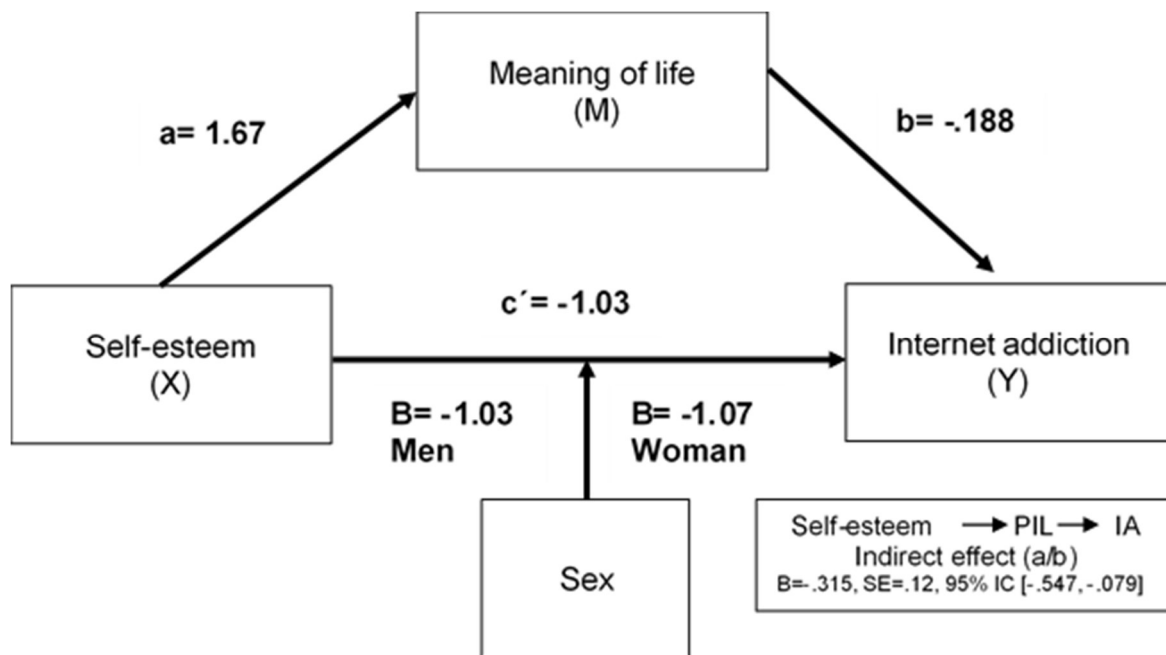 Meaning of life
(M)
a= 1.67
b= -.188
c´= -1.03
Self-esteem
(X)
Internet addiction
(Y)
B= -1.03
Men
B= -1.07
Woman
Sex
Self-esteem PIL IA
Indirect effect (a/b)
B=-.315, SE=.12, 95% IC [-.547, -.079]